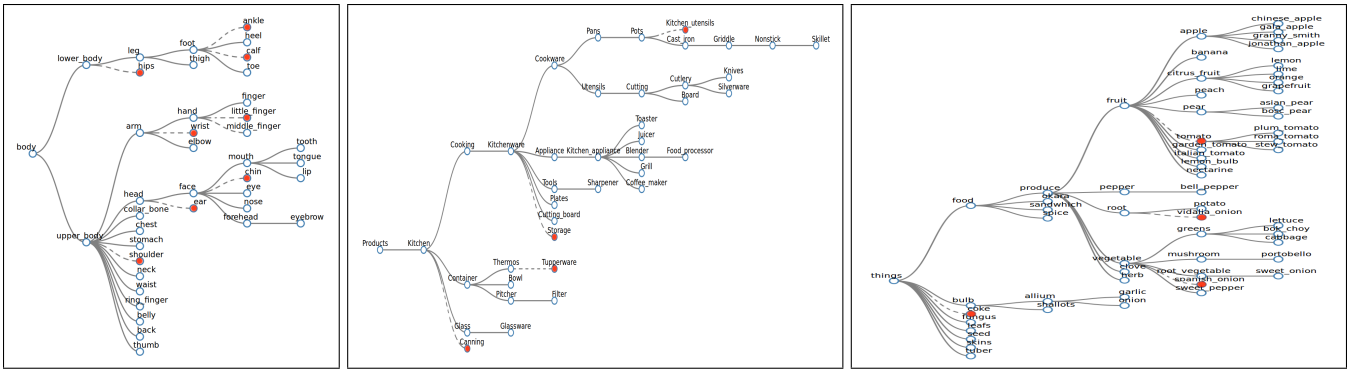 ankle
heel
foot
leg
calf
lower_body
thigh
hips
toe
finger
hand
little_finger
arm
wrist
middle_finger
elbow
tooth
body
mouth
tongue
chin
lip
face
eye
head
ear
nose
collar_bone
forehead
eyebrow
chest
upper_body
stomach
shoulder
neck
waist
ring_finger
belly
back
thumb
Kitchen_utensils
Pans
Pots
Cast_iron
Griddle
Nonstick
Skillet
Cookware
Knives
Cutlery
Utensils
Cutting
Silverware
Board
Toaster
Juicer
Cooking
Kitchenware
Appliance
Kitchen_appliance
Blender
Food_processor
Grill
Tools
Sharpener
Coffee_maker
Plates
Cutting_board
Storage
Products
Kitchen
Thermos
Tupperware
Container
Bowl
Pitcher
Filter
Glass
Glassware
Canning
chinese_apple
gala_apple
apple
granny_smith
jonathan_apple
banana
lemon
lime
citrus_fruit
orange
grapefruit
peach
fruit
asian_pear
pear
bosc_pear
plum_tomato
tomato
roma_tomato
garden_tomato
stew_tomato
italian_tomato
lemon_bulb
nectarine
produce
pepper
bell_pepper
okara
food
sandwhich
potato
spice
root
vidalia_onion
lettuce
greens
bok_choy
cabbage
mushroom
portobello
vegetable
clove
root_vegetable
sweet_onion
things
herb
spanish_onion
sweet_pepper
bulb
allium
garlic
coke
shallots
onion
fungus
leafs
seed
skins
tuber